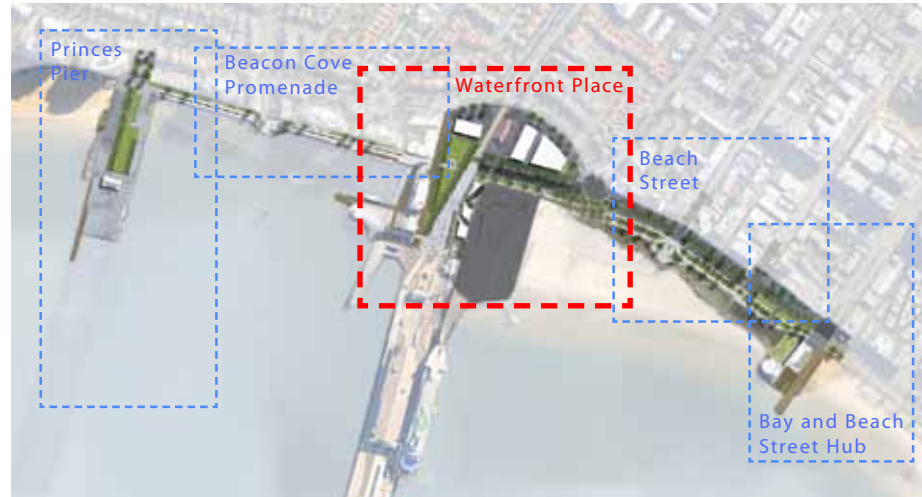 Princes
Pier
Beacon Cove
Promenade
Waterfront Place
Beach
Street
Bay and Beach
Street Hub